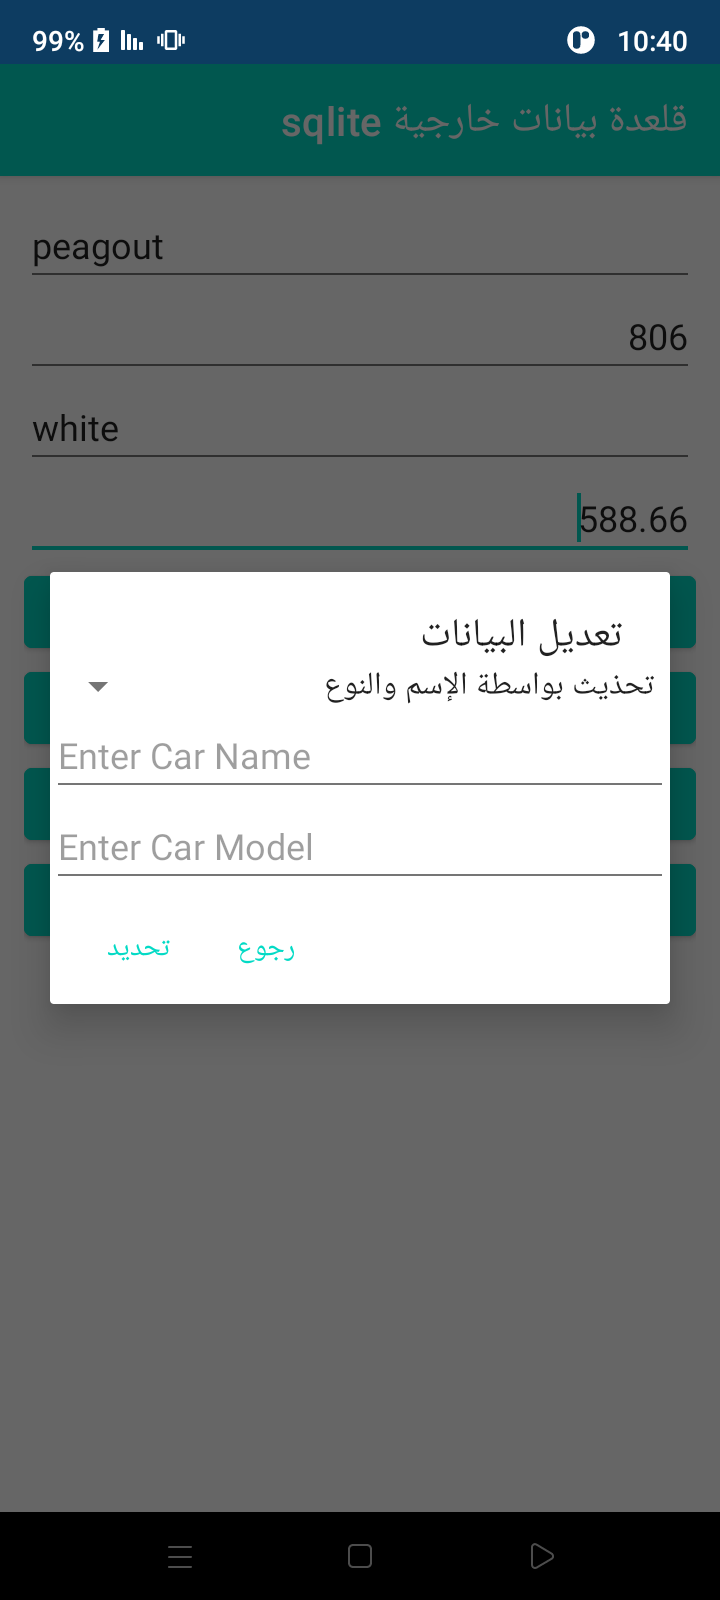 99% 10:40
قلعدة بيانات خارجية sqlite
peagout
806
white
588.66
تعديل البيانات
تحذيث بواسطة الإسم والنوع
Enter Car Name
Enter Car Model
رجوع تحديد